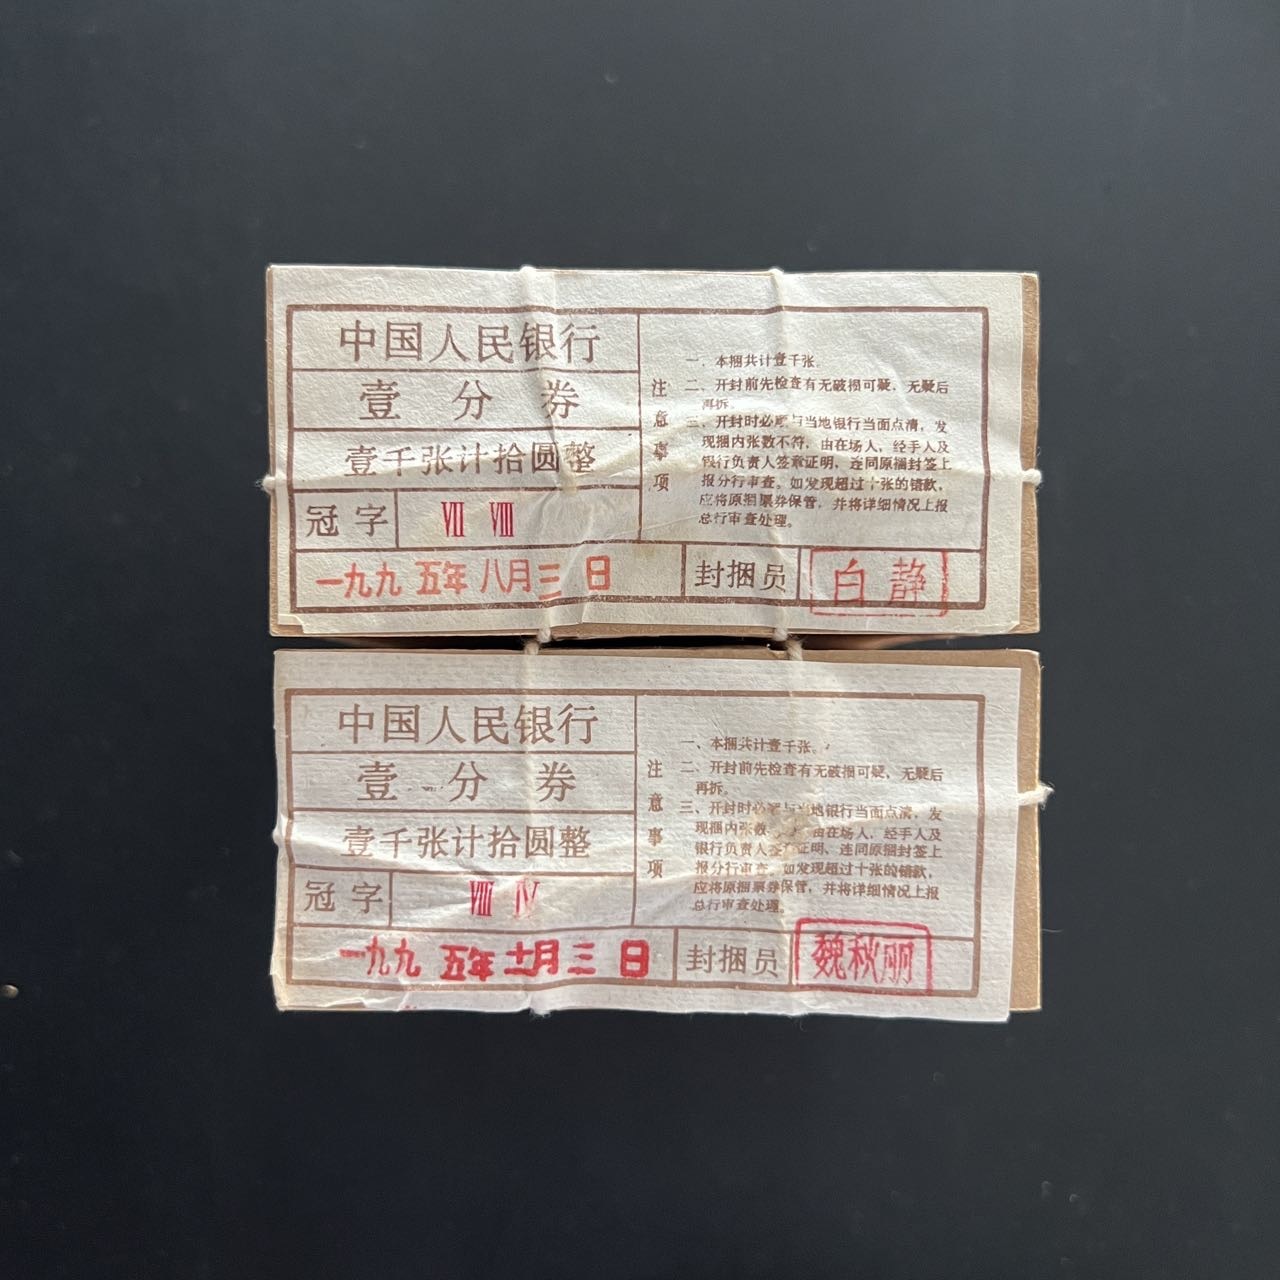 中国人民银行
壹分券
壹千张计拾圆整
冠字 Ⅶ Ⅷ
一九九五年八月三日
封捆员 白静
注意事项
一、本捆共计壹千张。
二、开封前先检查有无破损可疑，无疑后
再拆。
三、开封时必须与当地银行当面点清，发
现捆内张数不符，由在场人，经手人及
银行负责人签章证明，连同原捆封签上
报分行审查。如发现超过十张的错款，
应将原捆票券保管，并将详细情况上报
总行审查处理。
中国人民银行
壹分券
壹千张计拾圆整
冠字 Ⅷ Ⅳ
一九九五年十一月三日
封捆员 魏秋丽
注意事项
一、本捆共计壹千张。
二、开封前先检查有无破损可疑，无疑后
再拆。
三、开封时必须与当地银行当面点清，发
现捆内张数 由在场人，经手人及
银行负责人签章证明、连同原捆封签上
报分行审查。如发现超过十张的错款，
应将原捆票券保管，并将详细情况上报
总行审查处理。